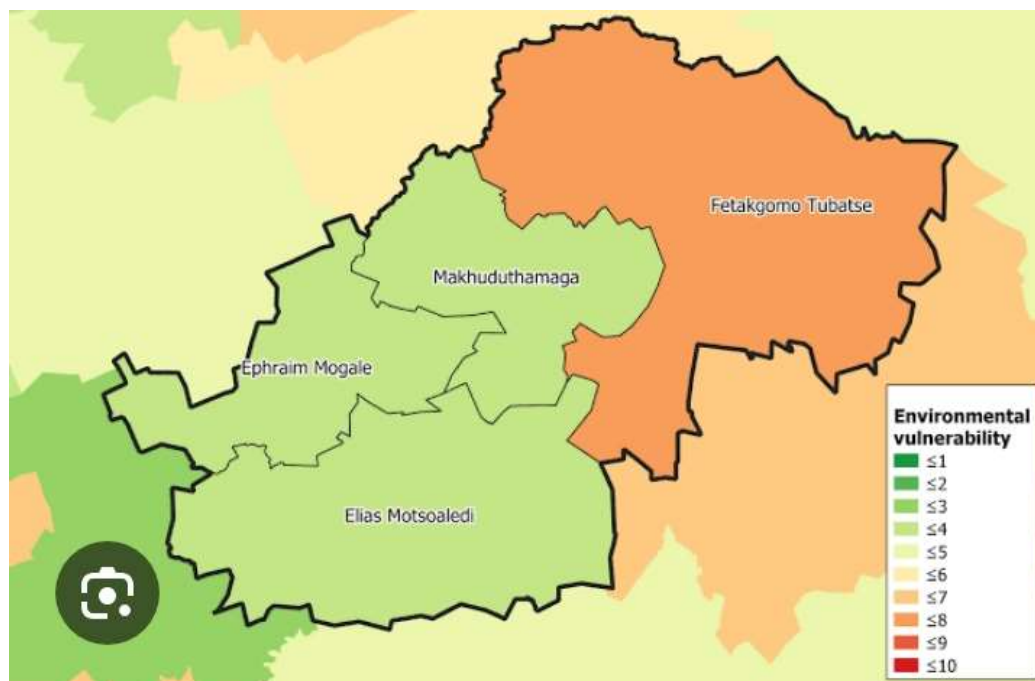 Fetakgomo Tubatse
Makhuduthamaga
Ephraim Mogale
Elias Motsoaledi
Environmental
vulnerability
≤1
≤2
≤3
≤4
≤5
≤6
≤7
≤8
≤9
≤10